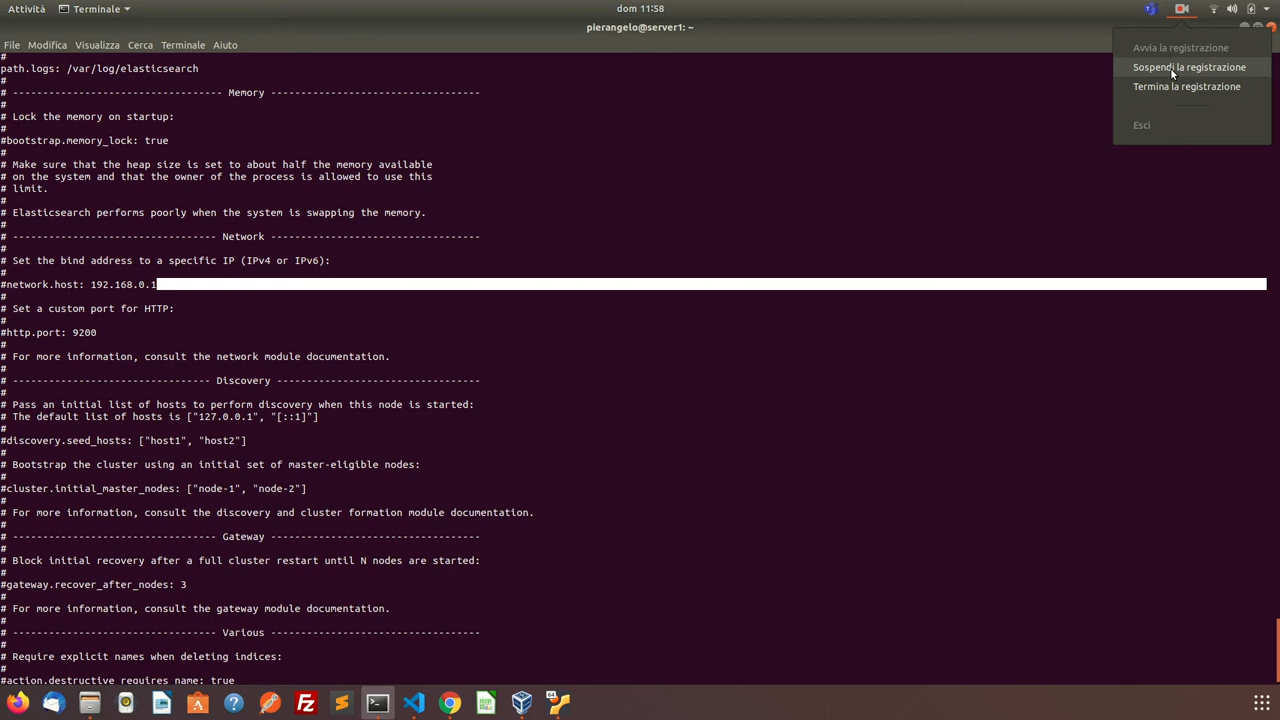 Attività
Terminale
dom 11:58
pierangelo@server1: ~
File Modifica Visualizza Cerca Terminale Aiuto
Avvia la registrazione
Sospendi la registrazione
Termina la registrazione
Esci
#
path.logs: /var/log/elasticsearch
#
# ---------------------------------- Memory -----------------------------------
#
# Lock the memory on startup:
#
#bootstrap.memory_lock: true
#
# Make sure that the heap size is set to about half the memory available
# on the system and that the owner of the process is allowed to use this
# limit.
#
# Elasticsearch performs poorly when the system is swapping the memory.
#
# ---------------------------------- Network -----------------------------------
#
# Set the bind address to a specific IP (IPv4 or IPv6):
#
#network.host: 192.168.0.1
#
# Set a custom port for HTTP:
#
#http.port: 9200
#
# For more information, consult the network module documentation.
#
# --------------------------------- Discovery ----------------------------------
#
# Pass an initial list of hosts to perform discovery when this node is started:
# The default list of hosts is ["127.0.0.1", "[::1]"]
#
#discovery.seed_hosts: ["host1", "host2"]
#
# Bootstrap the cluster using an initial set of master-eligible nodes:
#
#cluster.initial_master_nodes: ["node-1", "node-2"]
#
# For more information, consult the discovery and cluster formation module documentation.
#
# ---------------------------------- Gateway -----------------------------------
#
# Block initial recovery after a full cluster restart until N nodes are started:
#
#gateway.recover_after_nodes: 3
#
# For more information, consult the gateway module documentation.
#
# ---------------------------------- Various -----------------------------------
#
# Require explicit names when deleting indices:
#
#action.destructive_requires_name: true
64